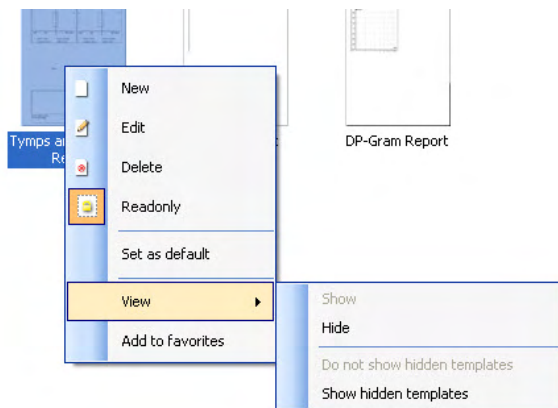 Tymps
Re
DP-Gram Report
New
Edit
Delete
Readonly
Set as default
View
Add to favorites
Show
Hide
Do not show hidden templates
Show hidden templates